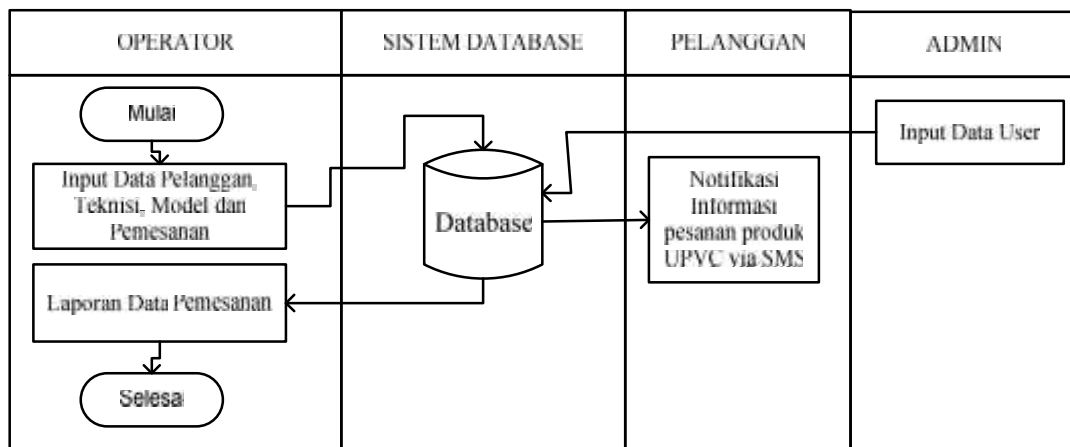 OPERATOR
SISTEM DATABASE
PELANGGAN
ADMIN
Mulai
Input Data Pelanggan,
Teknisi, Model dan
Pemesanan
Laporan Data Pemesanan
Selesai
Database
Notifikasi
Informasi
pesanan produk
UPVC via SMS
Input Data User